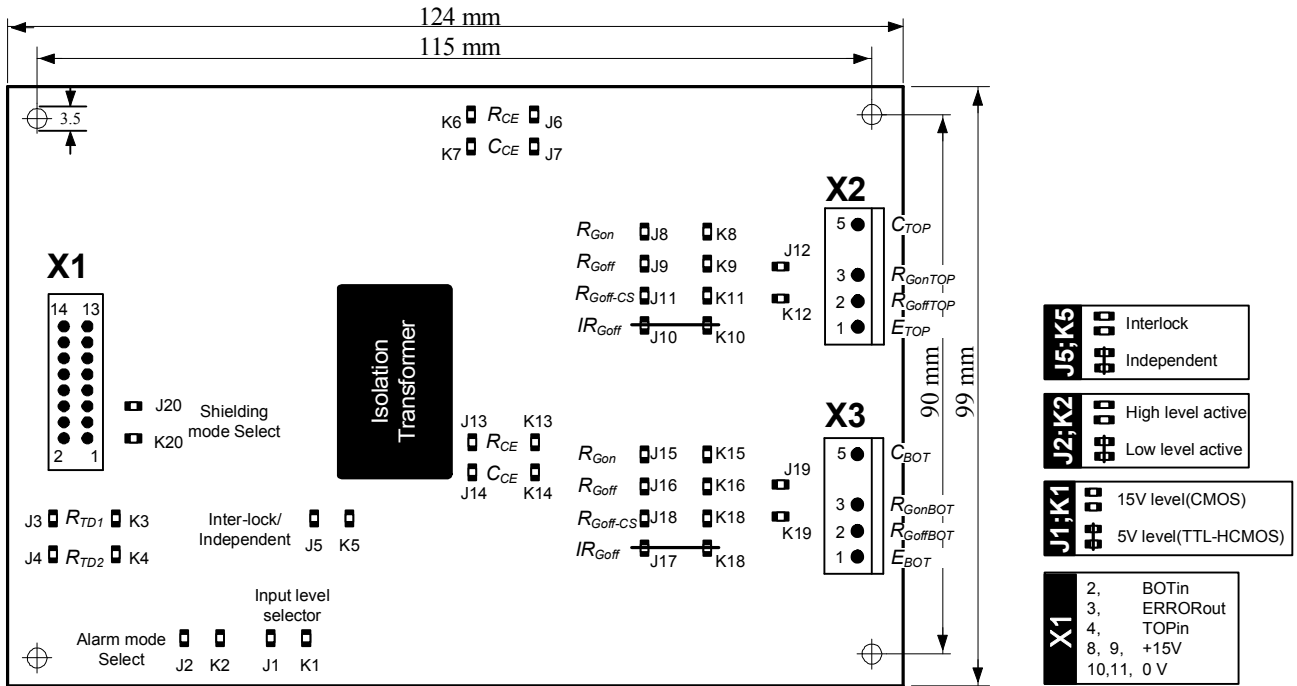 124 mm
115 mm
3.5
K6 RCE J6
K7 CCE J7
X2
5 CTOP
RGon J8 K8
J12
RGoff J9 K9
3 RGonTOP
RGoff-CS J11 K11
K12
2 RGoffTOP
IRGoff J10 K10
1 ETOP
X1
14 13
2 1
J20
K20
Shielding
mode Select
Isolation
Transformer
J13 RCE K13
J14 CCE K14
X3
5 CBOT
RGon J15 K15
J19
RGoff J16 K16
3 RGonBOT
RGoff-CS J18 K18
K19
2 RGoffBOT
IRGoff J17 K18
1 EBOT
90 mm
99 mm
J3 RTD1 K3
J4 RTD2 K4
Inter-lock/
Independent
J5 K5
Input level
selector
Alarm mode
Select
J2 K2 J1 K1
J5;K5
Interlock
Independent
J2;K2
High level active
Low level active
J1;K1
15V level(CMOS)
5V level(TTL-HCMOS)
X1
2, BOTin
3, ERRORout
4, TOPin
8, 9, +15V
10,11, 0 V